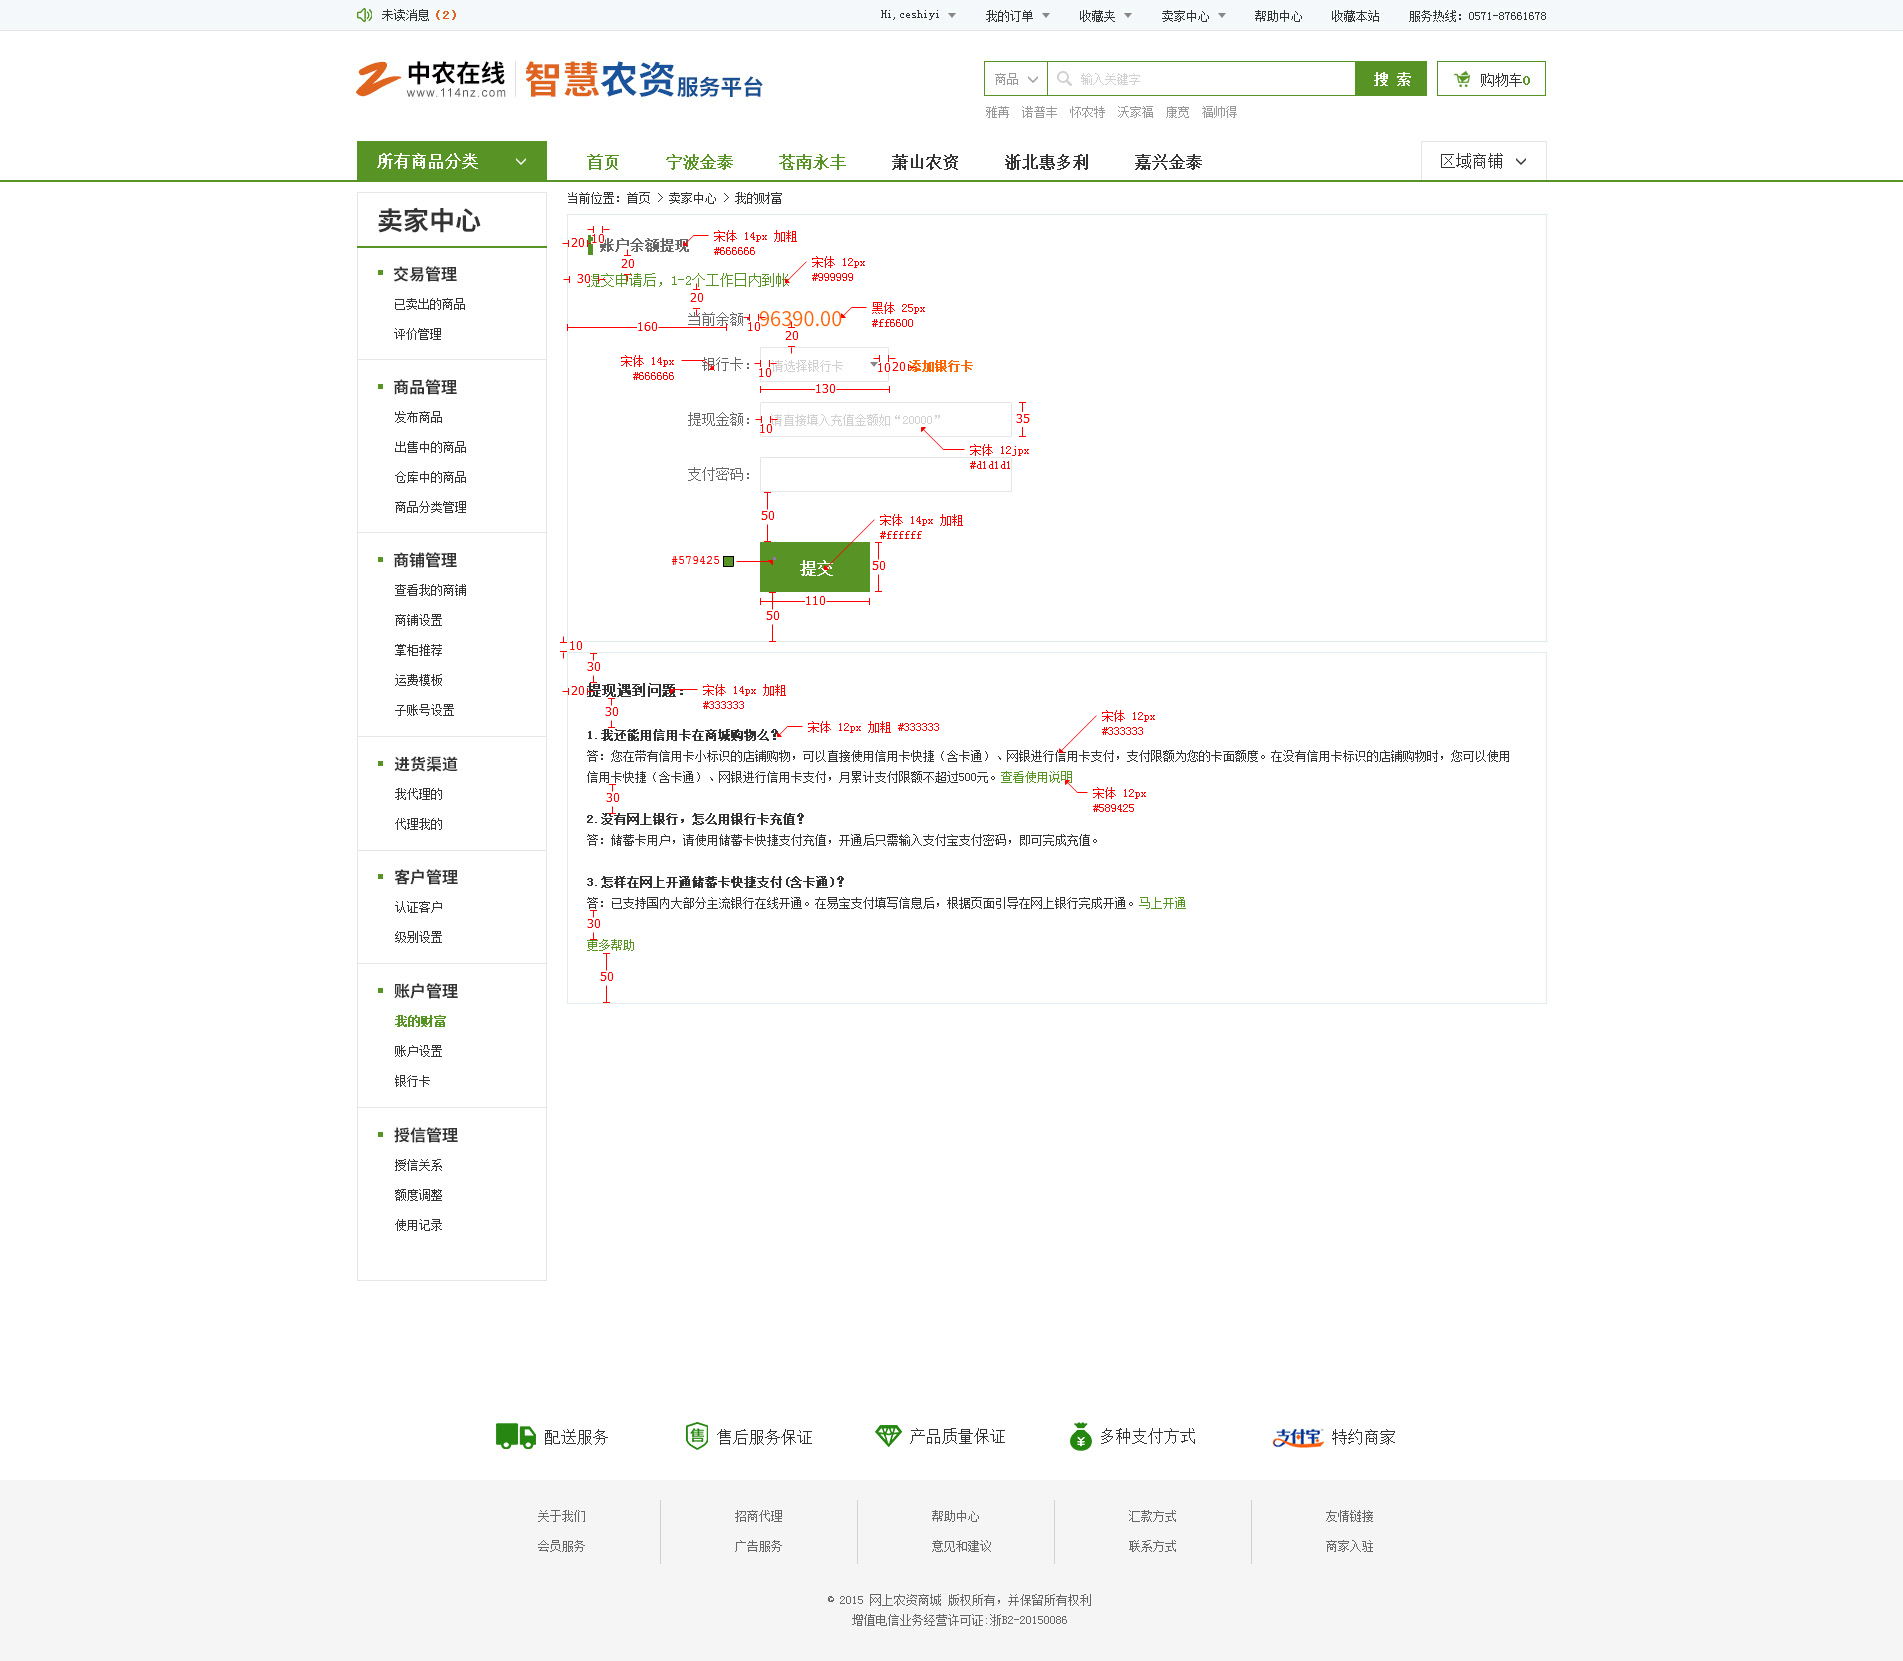 未读消息（2）
Hi,ceshiyi 我的订单 收藏夹 卖家中心 帮助中心 收藏本站 服务热线：0571-87661678
中农在线
www.114nz.com
智慧农资服务平台
商品 输入关键字 搜 索 购物车0
雅苒 诺普丰 怀农特 沃家福 康宽 福帅得
所有商品分类 首页 宁波金泰 苍南永丰 萧山农资 浙北惠多利 嘉兴金泰 区域商铺
当前位置：首页 > 卖家中心 > 我的财富
卖家中心
交易管理
已卖出的商品
评价管理
商品管理
发布商品
出售中的商品
仓库中的商品
商品分类管理
商铺管理
查看我的商铺
商铺设置
掌柜推荐
运费模板
子账号设置
进货渠道
我代理的
代理我的
客户管理
认证客户
级别设置
账户管理
我的财富
账户设置
银行卡
授信管理
授信关系
额度调整
使用记录
20 10 账户余额提现 宋体 14px 加粗
#666666
20
宋体 12px
#999999
30 提交申请后，1-2个工作日内到帐
20
160 当前余额： 10 96390.00 黑体 25px
#ff6600
20
宋体 14px
#666666
银行卡： 10 请选择银行卡 10 20 添加银行卡
130
提现金额： 10 请直接填入充值金额如“20000” 35
宋体 12jpx
#d1d1d1
支付密码：
50
宋体 14px 加粗
#ffffff
#579425 提交 50
110
50
10
30
20 提现遇到问题： 宋体 14px 加粗
#333333
30
1.我还能用信用卡在商城购物么？ 宋体 12px 加粗 #333333
宋体 12px
#333333
答：您在带有信用卡小标识的店铺购物，可以直接使用信用卡快捷（含卡通）、网银进行信用卡支付，支付限额为您的卡面额度。在没有信用卡标识的店铺购物时，您可以使用
信用卡快捷（含卡通）、网银进行信用卡支付，月累计支付限额不超过500元。查看使用说明
宋体 12px
#589425
30
2.没有网上银行，怎么用银行卡充值？
答：储蓄卡用户，请使用储蓄卡快捷支付充值，开通后只需输入支付宝支付密码，即可完成充值。
3.怎样在网上开通储蓄卡快捷支付(含卡通)？
答：已支持国内大部分主流银行在线开通。在易宝支付填写信息后，根据页面引导在网上银行完成开通。马上开通
30
更多帮助
50
配送服务 售 售后服务保证 产品质量保证 ¥ 多种支付方式 支付宝 特约商家
关于我们 招商代理 帮助中心 汇款方式 友情链接
会员服务 广告服务 意见和建议 联系方式 商家入驻
© 2015 网上农资商城 版权所有，并保留所有权利
增值电信业务经营许可证:浙B2-20150086